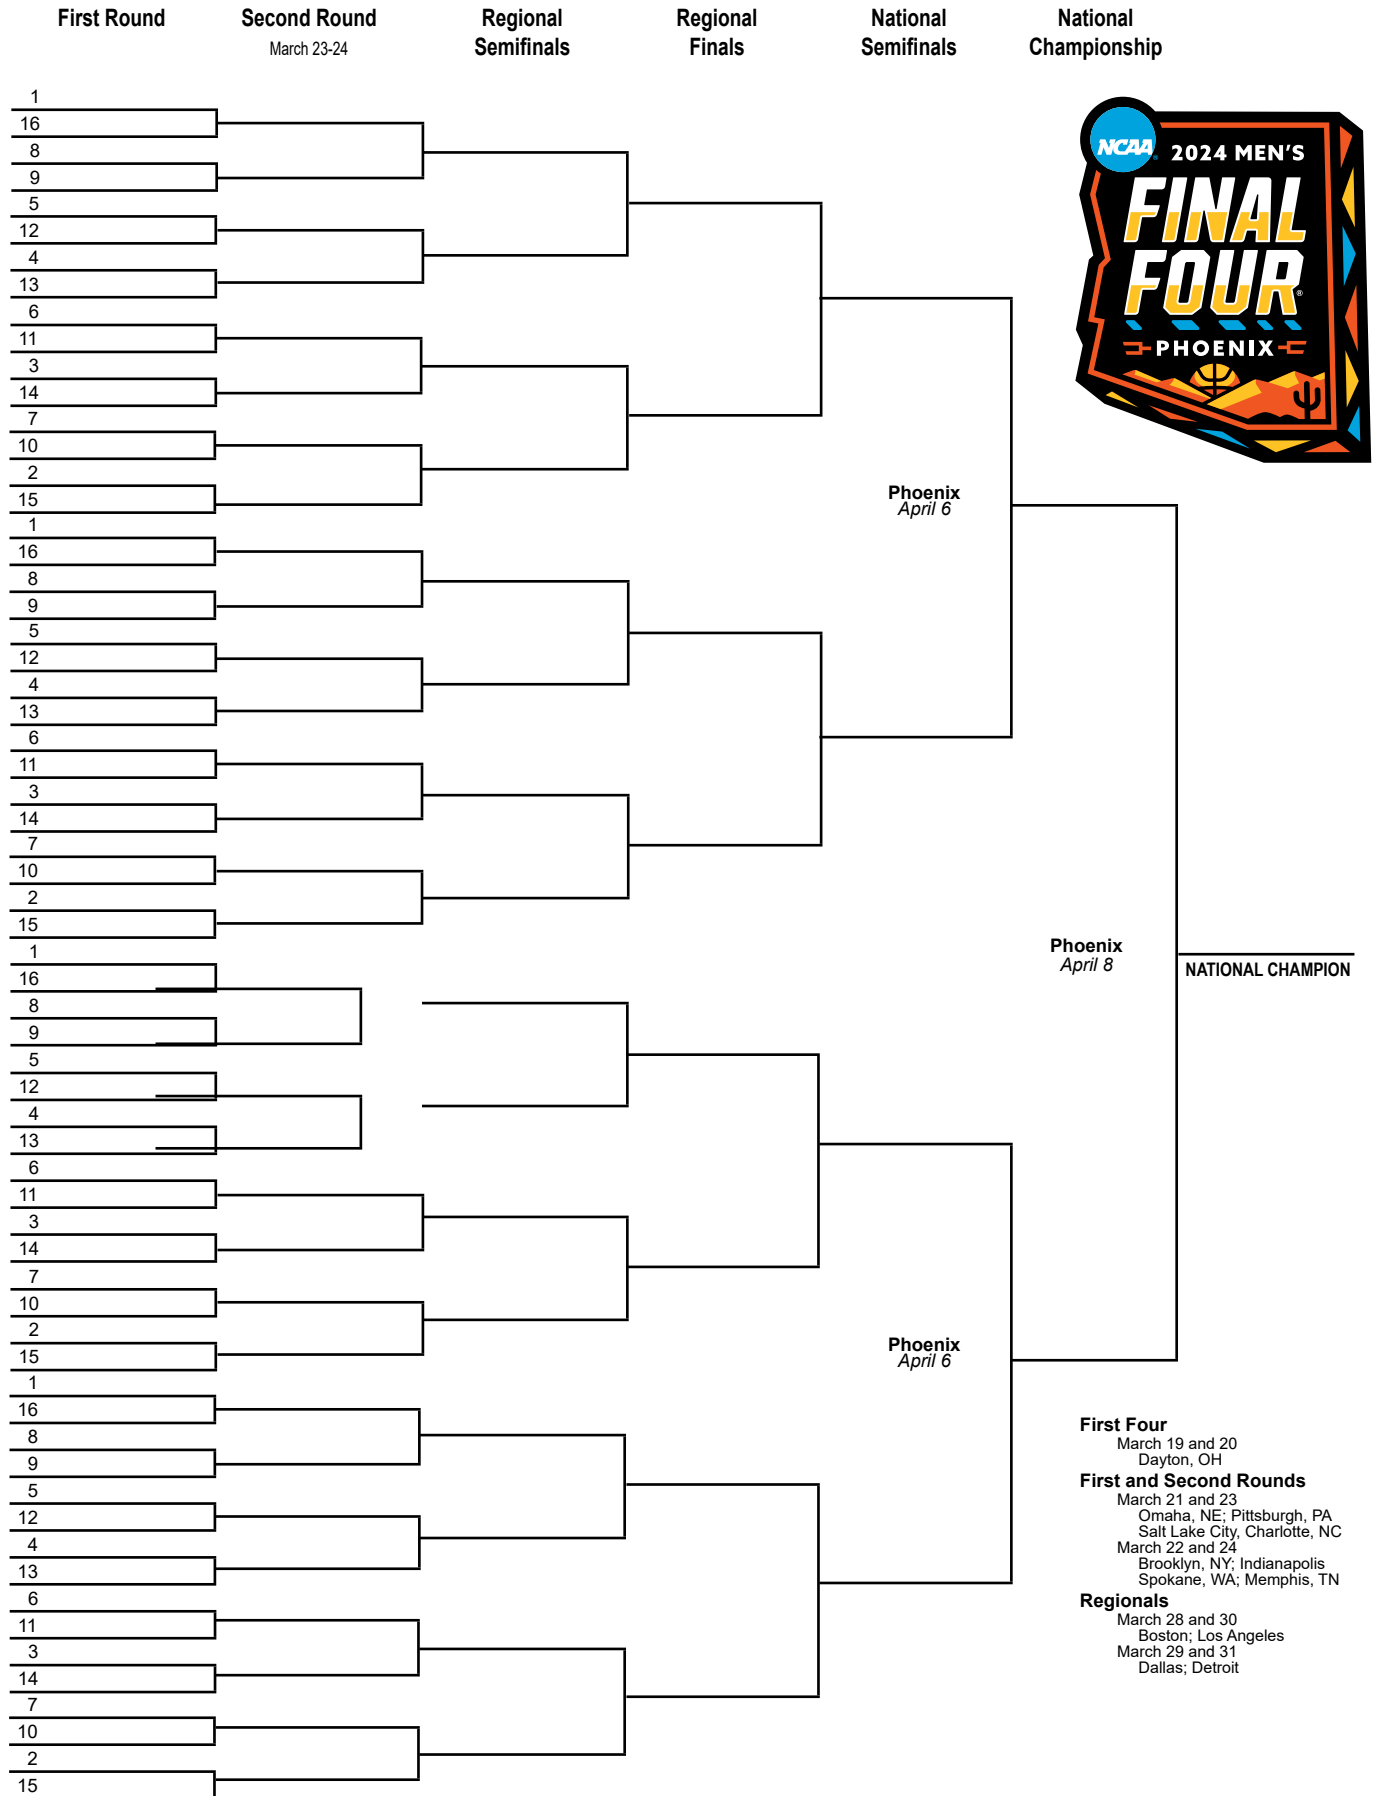 First Round
Second Round
March 23-24
Regional
Semifinals
Regional
Finals
National
Semifinals
National
Championship
1
16
8
9
5
12
4
13
6
11
3
14
7
10
2
15
1
16
8
9
5
12
4
13
6
11
3
14
7
10
2
15
1
16
8
9
5
12
4
13
6
11
3
14
7
10
2
15
1
16
8
9
5
12
4
13
6
11
3
14
7
10
2
15
NCAA®
2024 MEN'S
FINAL
FOUR®
PHOENIX
Phoenix
April 6
Phoenix
April 8
NATIONAL CHAMPION
Phoenix
April 6
First Four
March 19 and 20
Dayton, OH
First and Second Rounds
March 21 and 23
Omaha, NE; Pittsburgh, PA
Salt Lake City, Charlotte, NC
March 22 and 24
Brooklyn, NY; Indianapolis
Spokane, WA; Memphis, TN
Regionals
March 28 and 30
Boston; Los Angeles
March 29 and 31
Dallas; Detroit